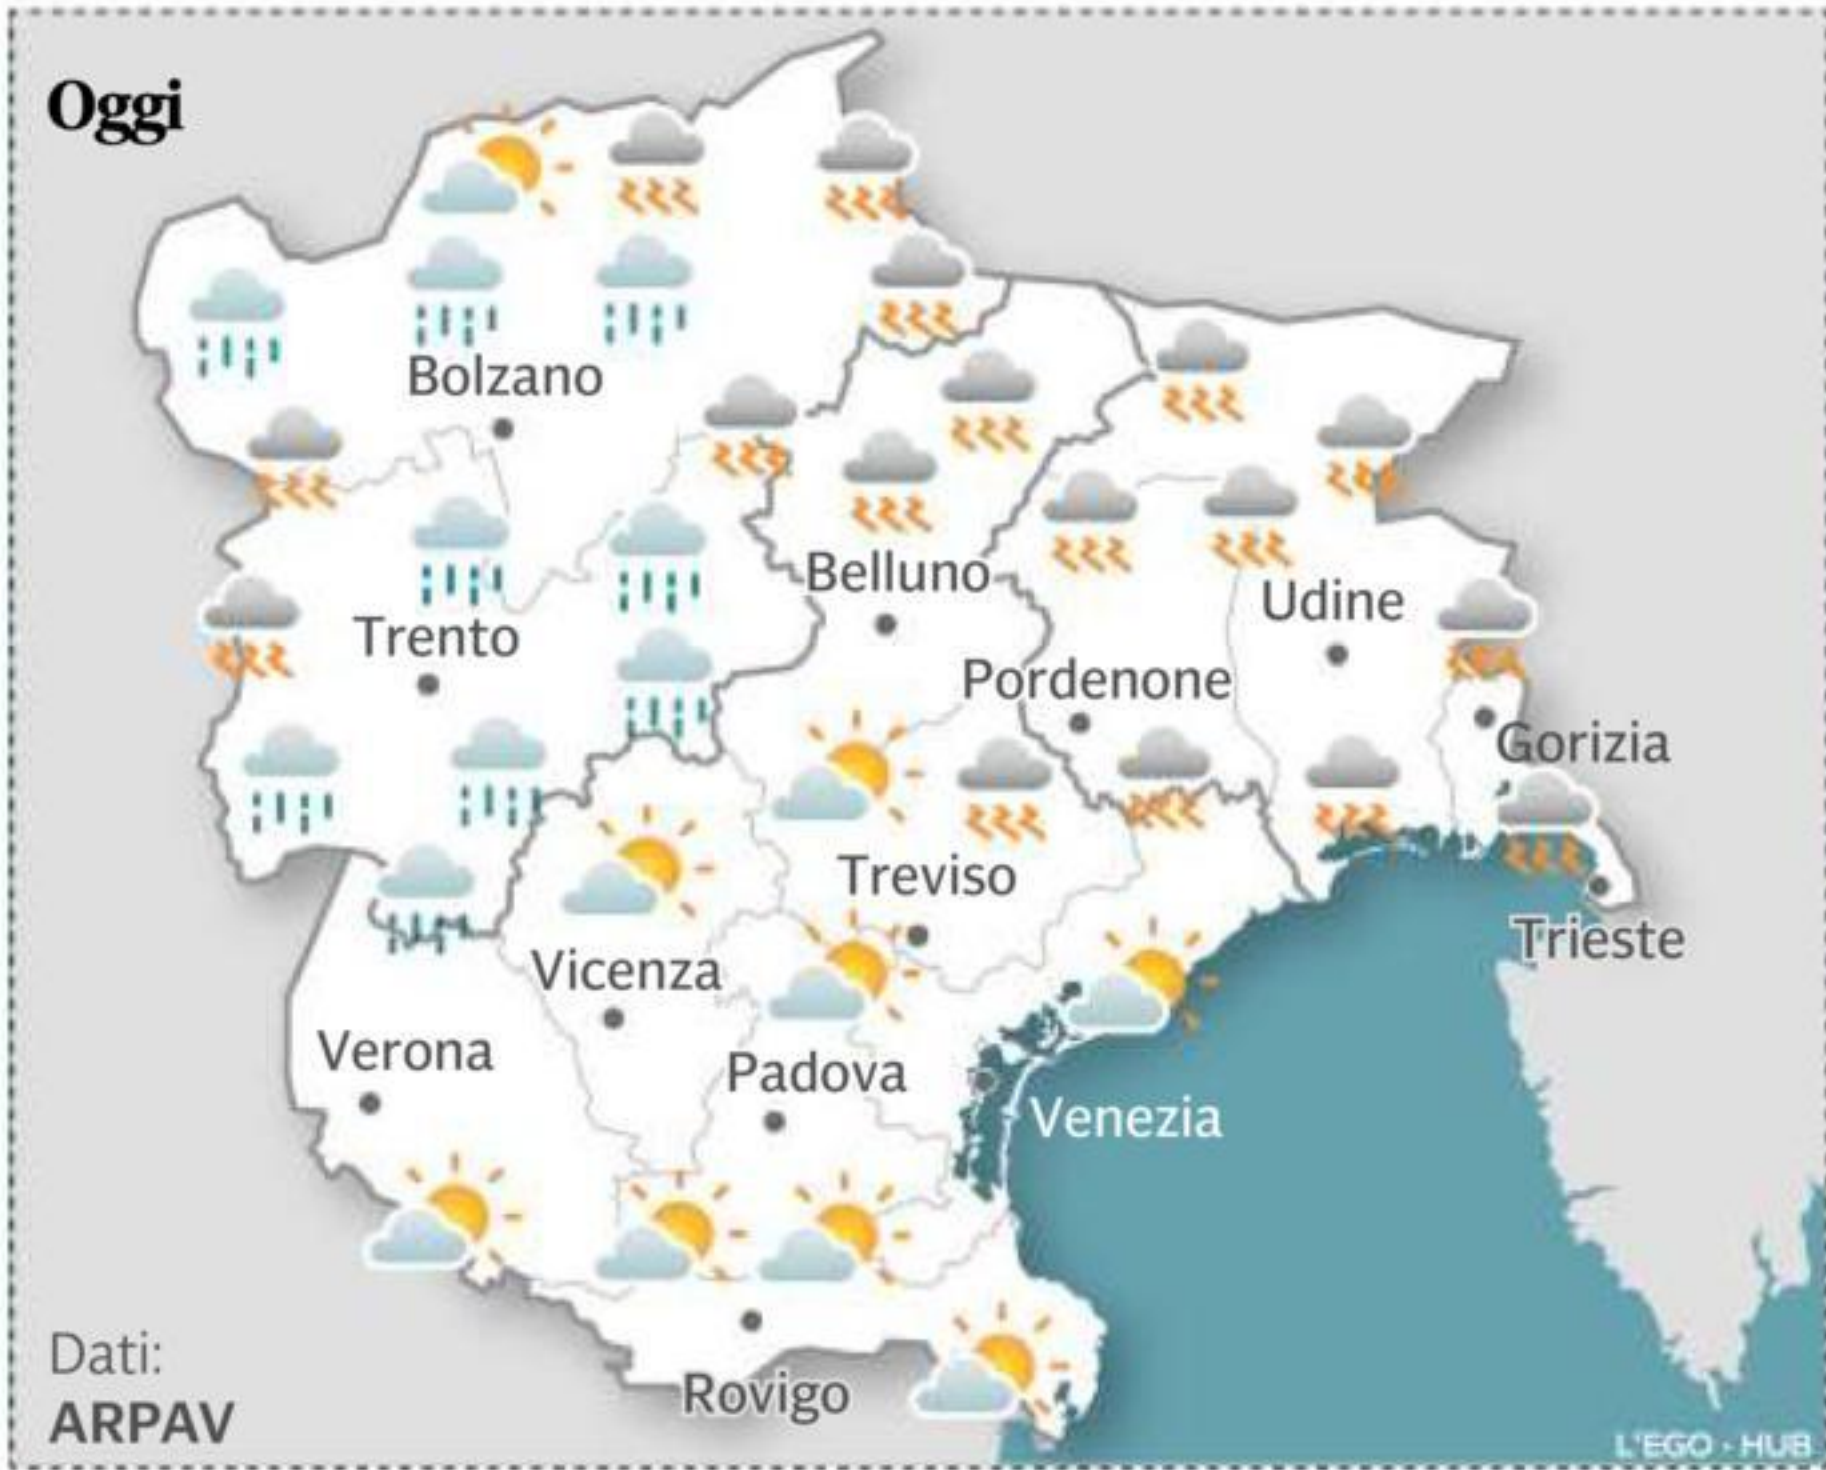 Oggi
Bolzano
Belluno
Udine
Trento
Pordenone
Gorizia
Treviso
Trieste
Vicenza
Verona
Padova
Venezia
Dati:
ARPAV
Rovigo
L'EGO - HUB